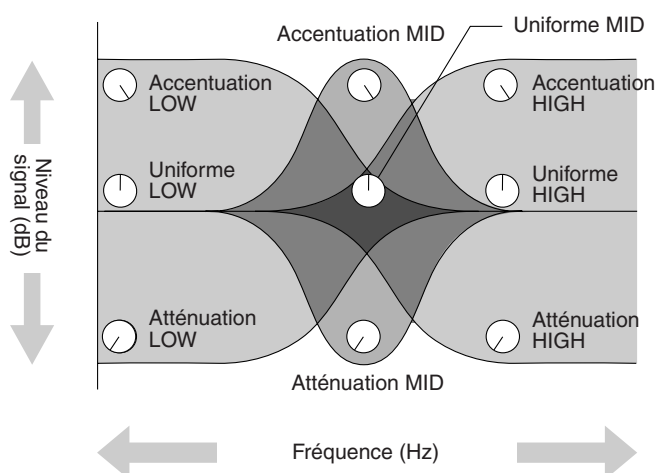 Uniforme MID
Accentuation MID
Accentuation
LOW
Accentuation
HIGH
Uniforme
LOW
Uniforme
HIGH
Niveau du
signal (dB)
Atténuation
LOW
Atténuation
HIGH
Atténuation MID
Fréquence (Hz)